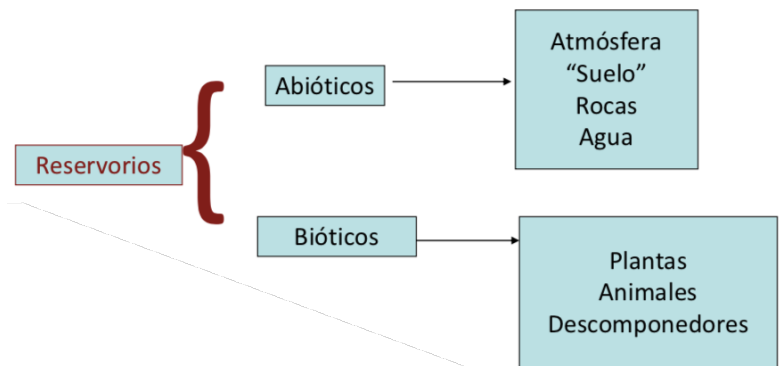 Reservorios
Abióticos
Atmósfera
“Suelo”
Rocas
Agua
Bióticos
Plantas
Animales
Descomponedores